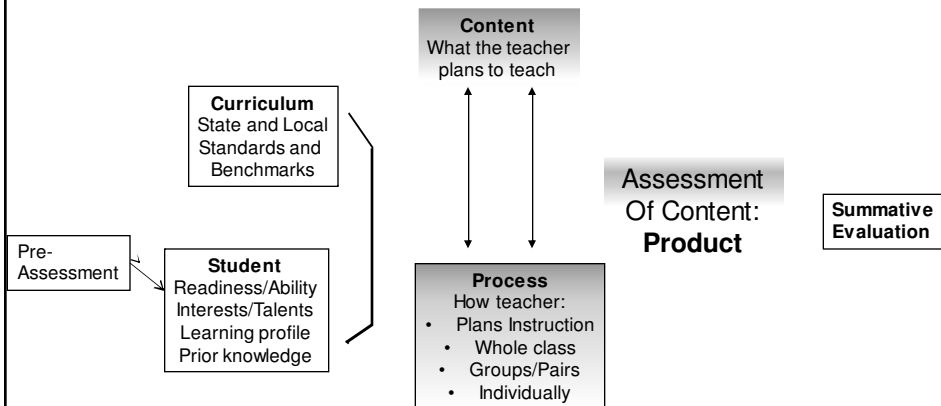 Content
What the teacher
plans to teach
Curriculum
State and Local
Standards and
Benchmarks
Pre-
Assessment
Student
Readiness/Ability
Interests/Talents
Learning profile
Prior knowledge
Process
How teacher:
• Plans Instruction
• Whole class
• Groups/Pairs
• Individually
Assessment
Of Content:
Product
Summative
Evaluation